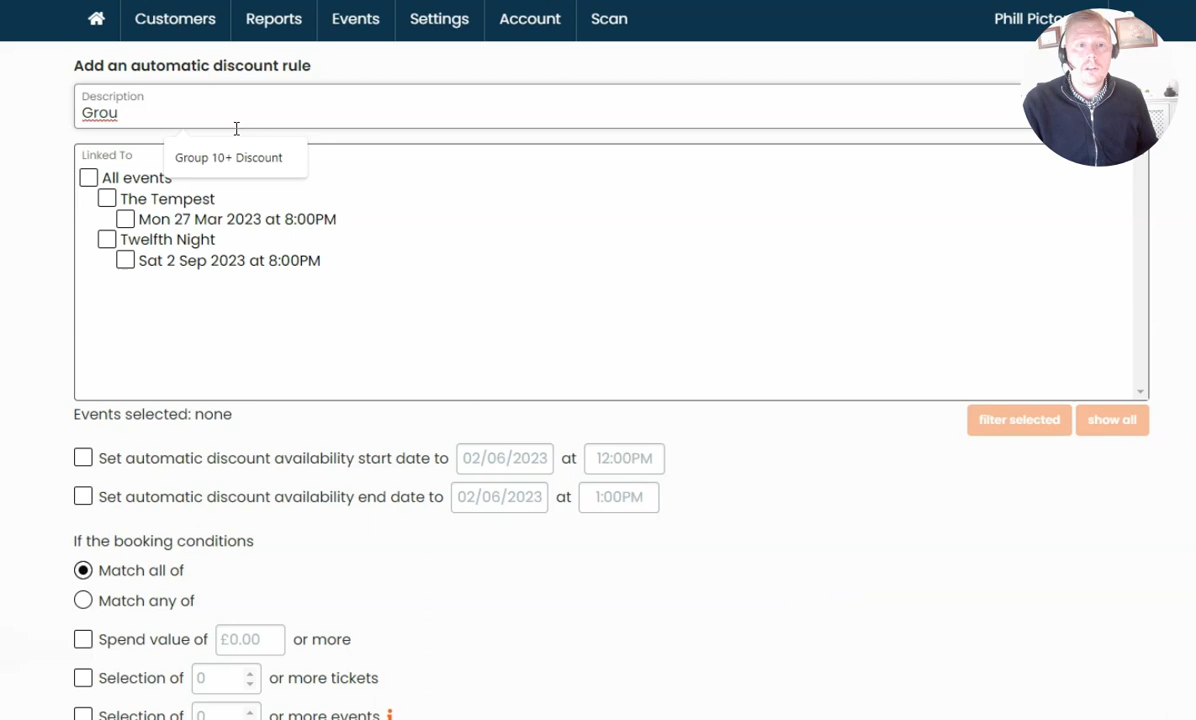 Customers Reports Events Settings Account Scan Phill
Add an automatic discount rule
Description
Grou
Group 10+ Discount
Linked To
All events
The Tempest
Mon 27 Mar 2023 at 8:00PM
Twelfth Night
Sat 2 Sep 2023 at 8:00PM
Events selected: none
filter selected show all
Set automatic discount availability start date to 02/06/2023 at 12:00PM
Set automatic discount availability end date to 02/06/2023 at 1:00PM
If the booking conditions
Match all of
Match any of
Spend value of £0.00 or more
Selection of 0 or more tickets
Selection of 0 or more events i